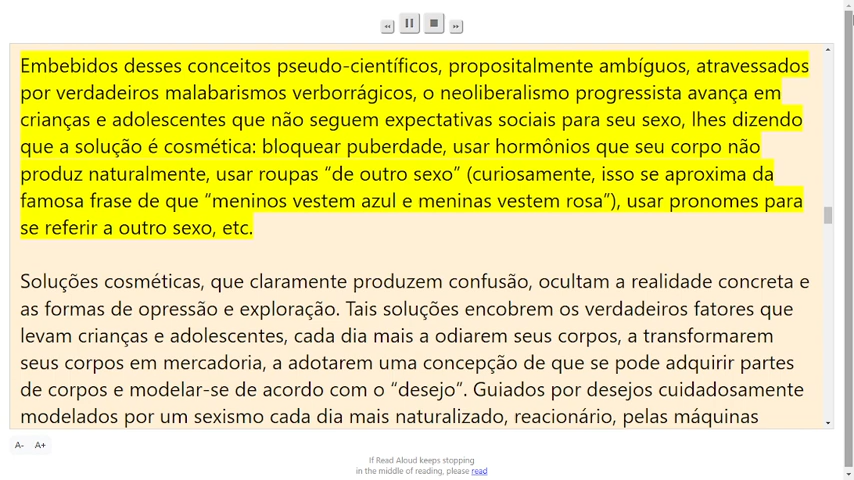 Embebidos desses conceitos pseudo-científicos, propositalmente ambíguos, atravessados
por verdadeiros malabarismos verborrágicos, o neoliberalismo progressista avança em
crianças e adolescentes que não seguem expectativas sociais para seu sexo, lhes dizendo
que a solução é cosmética: bloquear puberdade, usar hormônios que seu corpo não
produz naturalmente, usar roupas “de outro sexo” (curiosamente, isso se aproxima da
famosa frase de que “meninos vestem azul e meninas vestem rosa”), usar pronomes para
se referir a outro sexo, etc.
Soluções cosméticas, que claramente produzem confusão, ocultam a realidade concreta e
as formas de opressão e exploração. Tais soluções encobrem os verdadeiros fatores que
levam crianças e adolescentes, cada dia mais a odiarem seus corpos, a transformarem
seus corpos em mercadoria, a adotarem uma concepção de que se pode adquirir partes
de corpos e modelar-se de acordo com o “desejo”. Guiados por desejos cuidadosamente
modelados por um sexismo cada dia mais naturalizado, reacionário, pelas máquinas
A- A+
If Read Aloud keeps stopping
in the middle of reading, please read